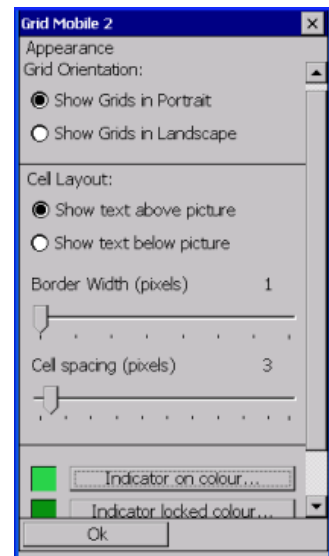 Grid Mobile 2
Appearance
Grid Orientation:
Show Grids in Portrait
Show Grids in Landscape
Cell Layout:
Show text above picture
Show text below picture
Border Width (pixels) 1
Cell spacing (pixels) 3
Indicator on colour...
Indicator locked colour...
Ok